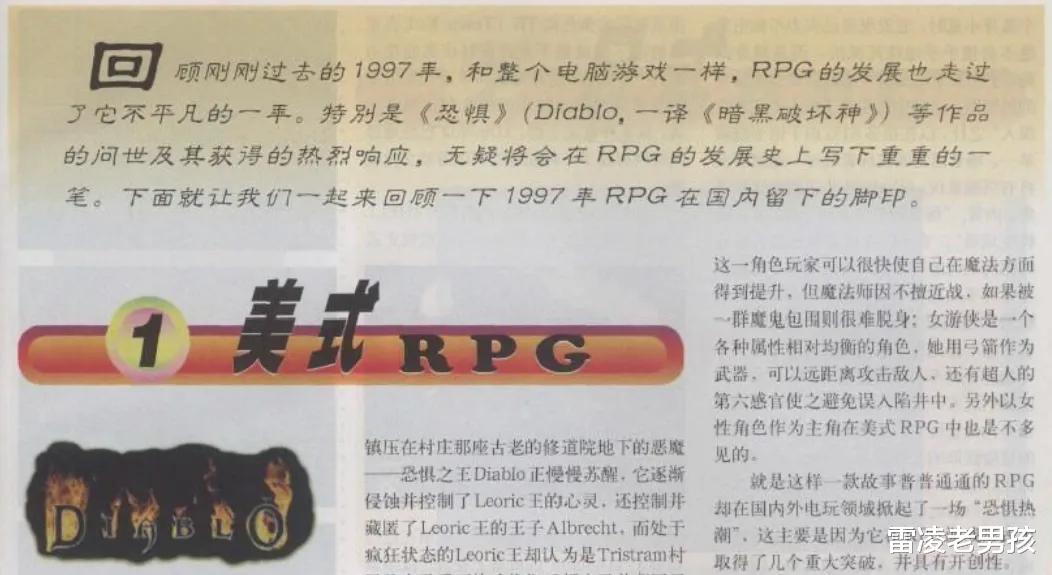 回顾刚刚过去的1997年，和整个电脑游戏一样，RPG的发展也走过
了它不平凡的一年。特别是《恐惧》(Diablo，一译《暗黑破坏神》)等作品
的问世及其获得的热烈响应，无疑将会在RPG的发展史上写下重重的一
笔。下面就让我们一起来回顾一下1997年RPG在国内留下的脚印。
1 美式RPG
DIABLO
镇压在村庄那座古老的修道院地下的恶魔
——恐惧之王Diablo正慢慢苏醒，它逐渐
侵蚀并控制了Leoric王的心灵，还控制并
藏匿了Leoric王的王子Albrecht，而处于
疯狂状态的Leoric王却认为是Tristram村
这一角色玩家可以很快使自己在魔法方面
得到提升，但魔法师因不擅近战，如果被
一群魔鬼包围则很难脱身；女游侠是一个
各种属性相对均衡的角色，她用弓箭作为
武器，可以远距离攻击敌人，还有超人的
第六感官使之避免误入陷井中。另外以女
性角色作为主角在美式RPG中也是不多
见的。
就是这样一款故事普普通通的RPG
却在国内外电玩领域掀起了一场“恐惧热
潮”，这主要是因为它
取得了几个重大突破，并具有开创性。
雷凌老男孩